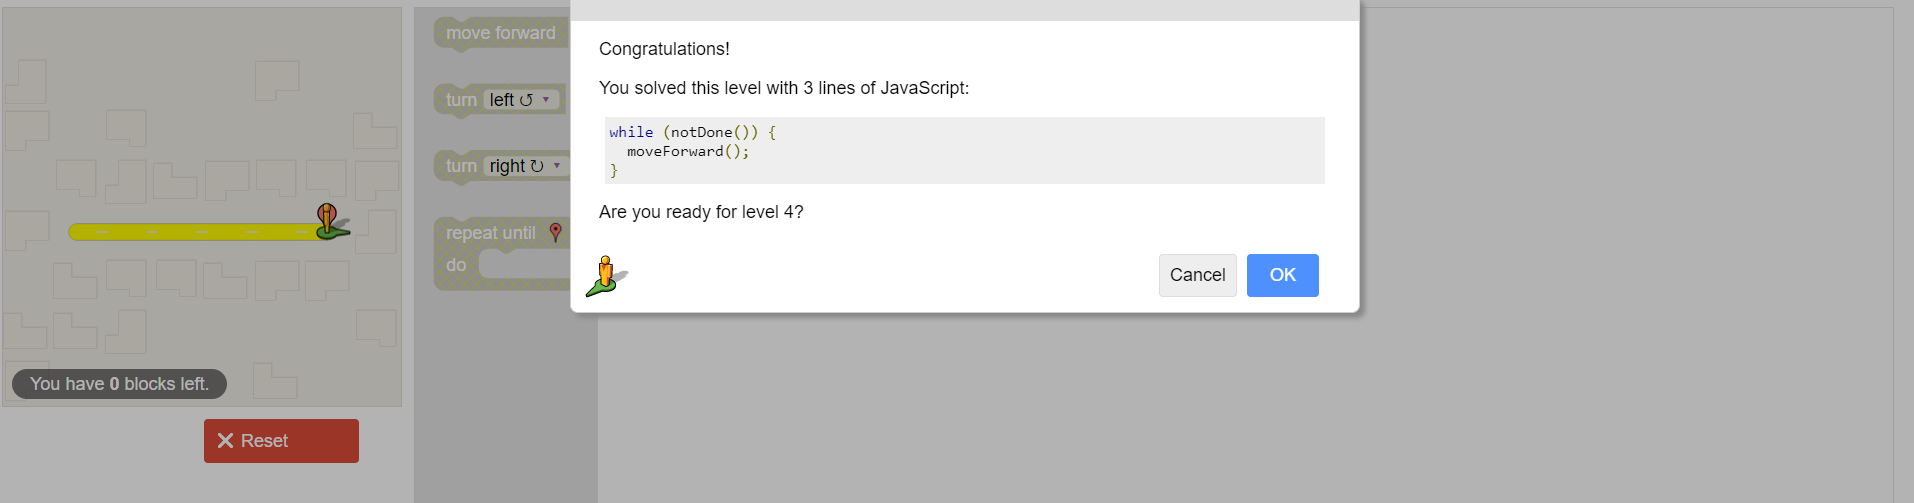 move forward
turn left ↺ ▾
turn right ↻ ▾
repeat until
do
You have 0 blocks left.
Reset
Congratulations!
You solved this level with 3 lines of JavaScript:
while (notDone()) {
  moveForward();
}
Are you ready for level 4?
Cancel
OK